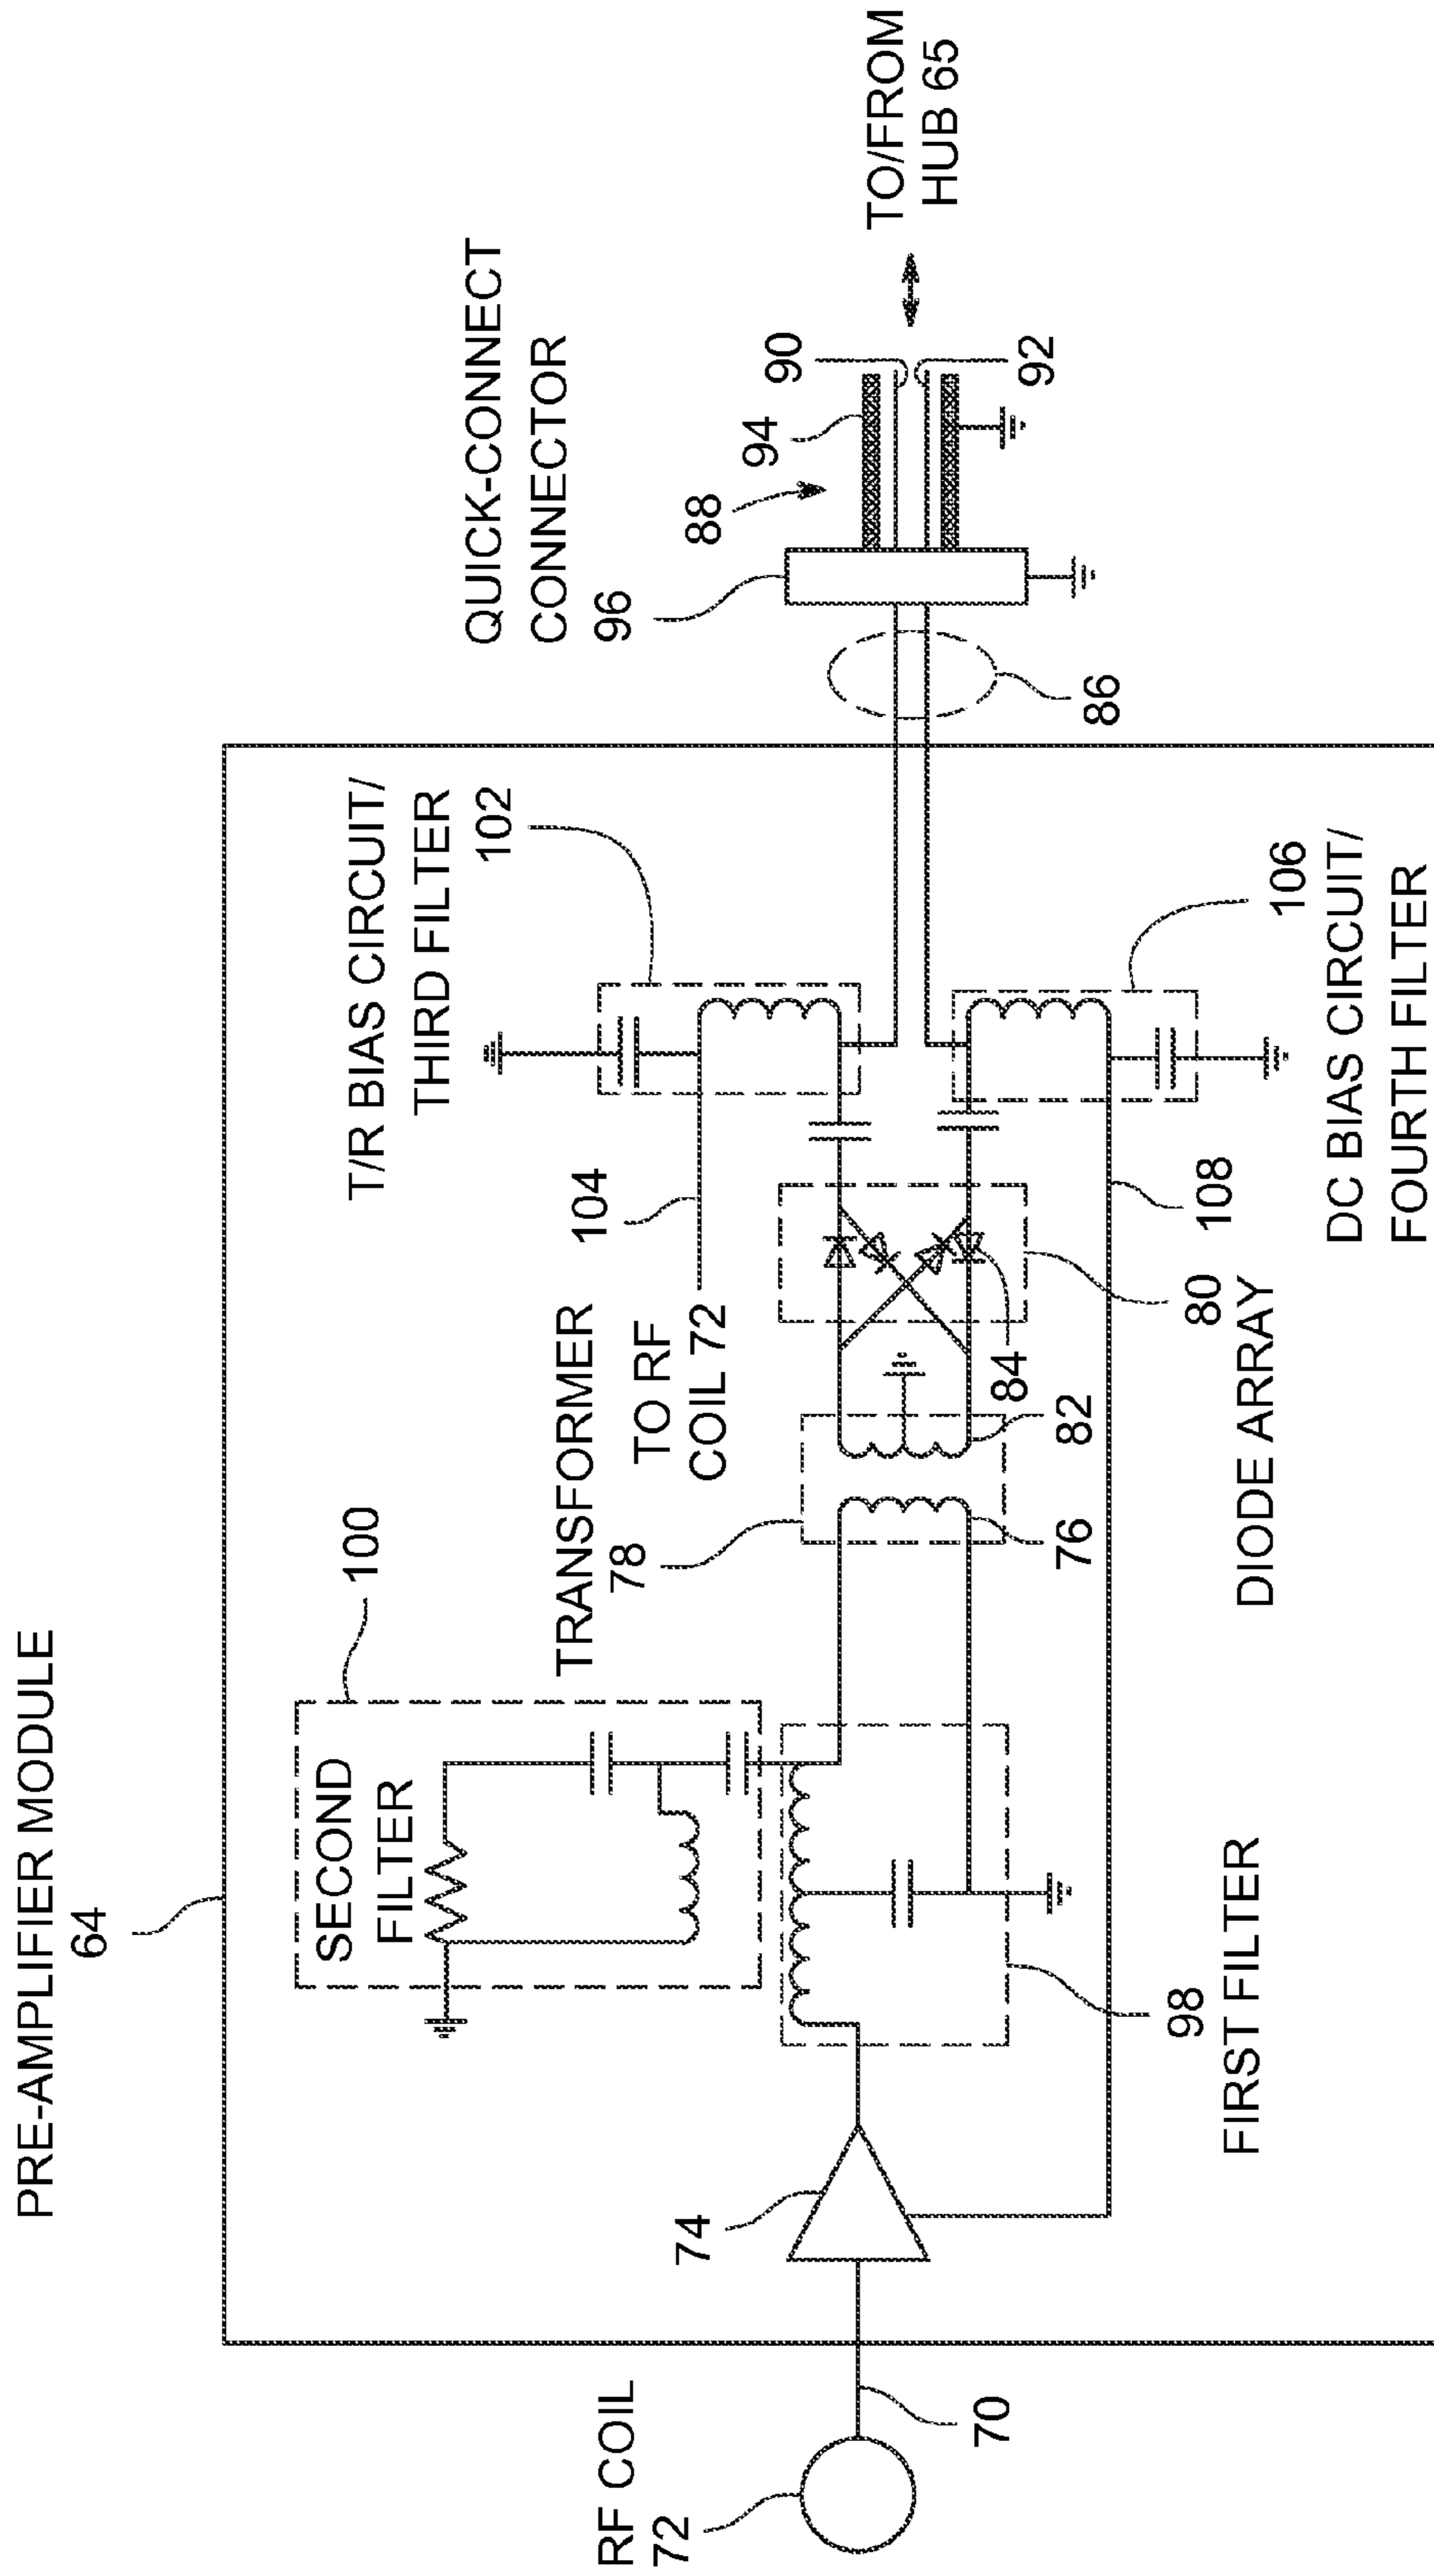 PRE-AMPLIFIER MODULE
64
100
SECOND
FILTER
T/R BIAS CIRCUIT/
THIRD FILTER
102
QUICK-CONNECT
CONNECTOR
96
TRANSFORMER
78
TO RF
COIL 72
104
88
94
90
TO/FROM
HUB 65
RF COIL
72
74
70
86
92
76
82
84
98
FIRST FILTER
80
DIODE ARRAY
108
106
DC BIAS CIRCUIT/
FOURTH FILTER